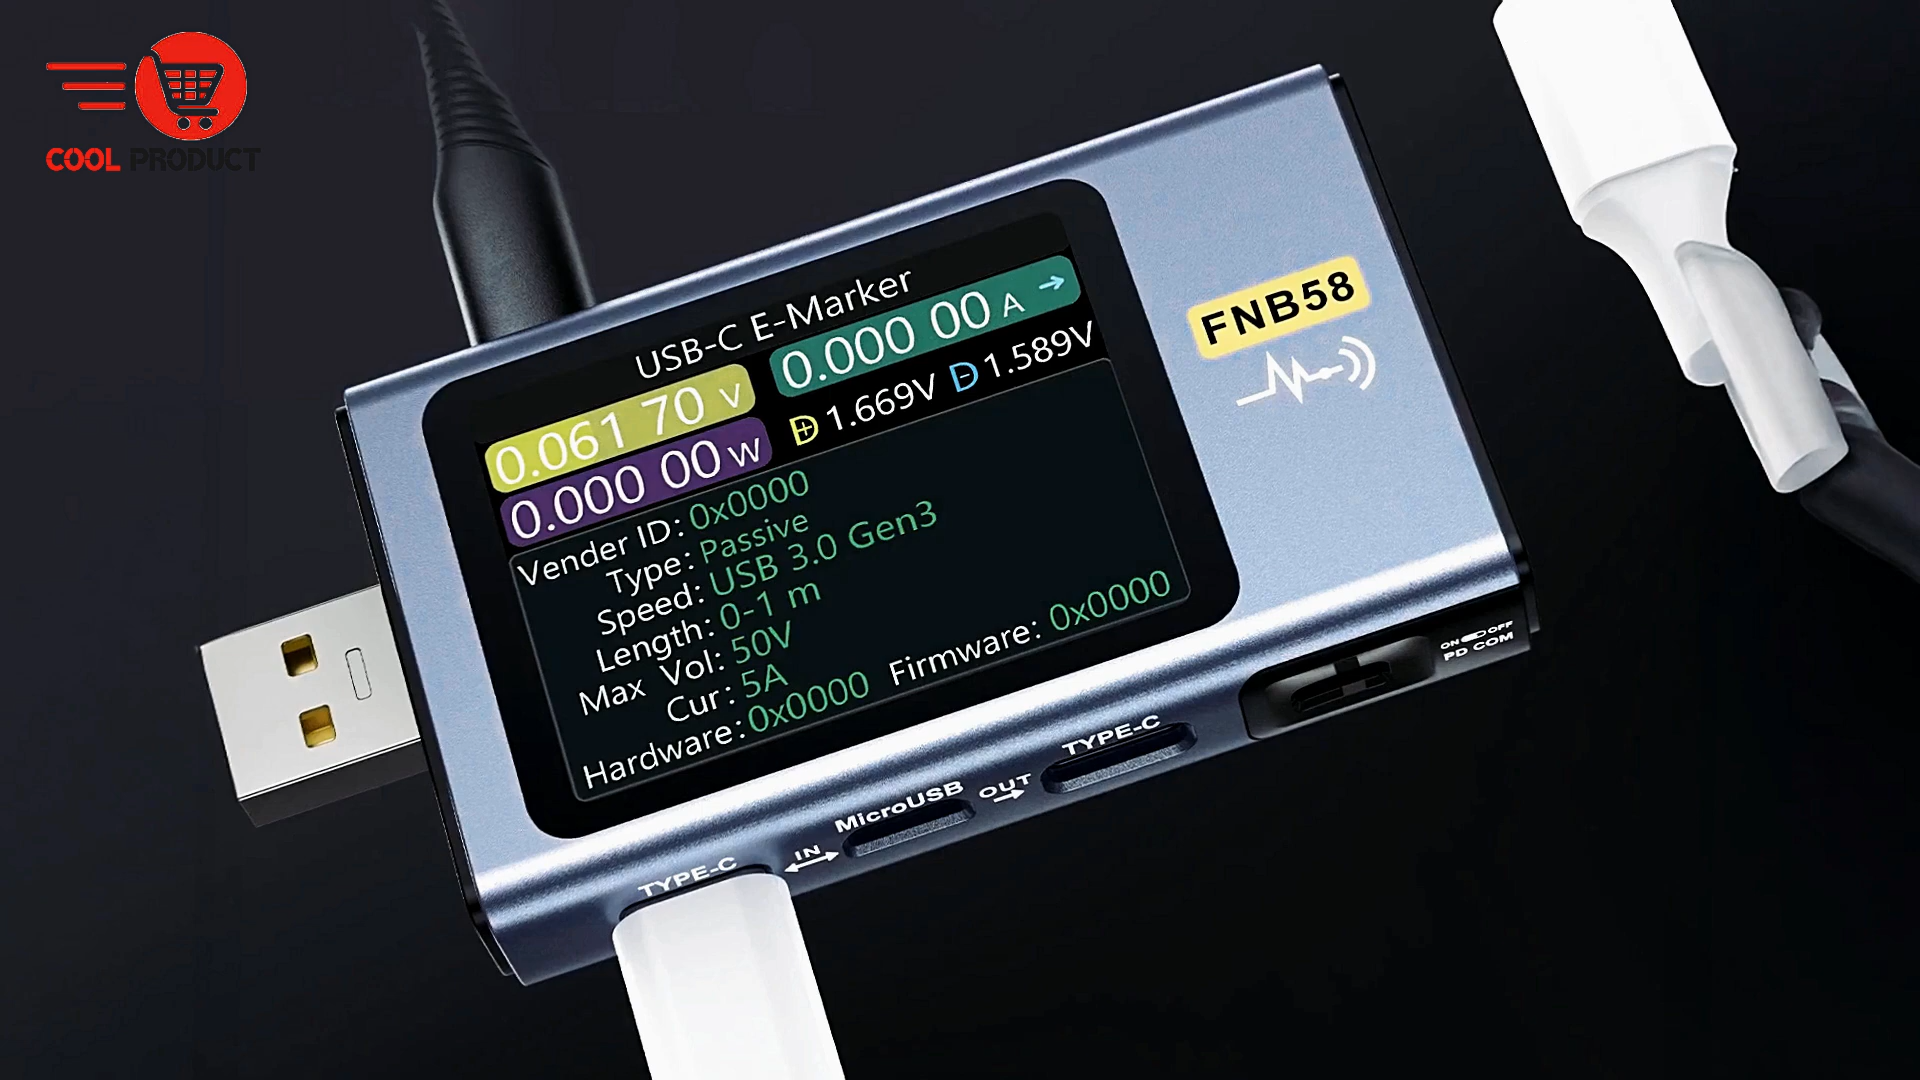 COOL PRODUCT
USB-C E-Marker
0.061 70 V
0.000 00 A
0.000 00 W
D+ 1.669V D- 1.589V
Vender ID: 0x0000
Type: Passive
Speed: USB 3.0 Gen3
Length: 0-1 m
Max Vol: 50V
Cur: 5A
Hardware: 0x0000 Firmware: 0x0000
FNB58
TYPE-C
IN
MicroUSB
OUT
TYPE-C
ON OFF
PD COM